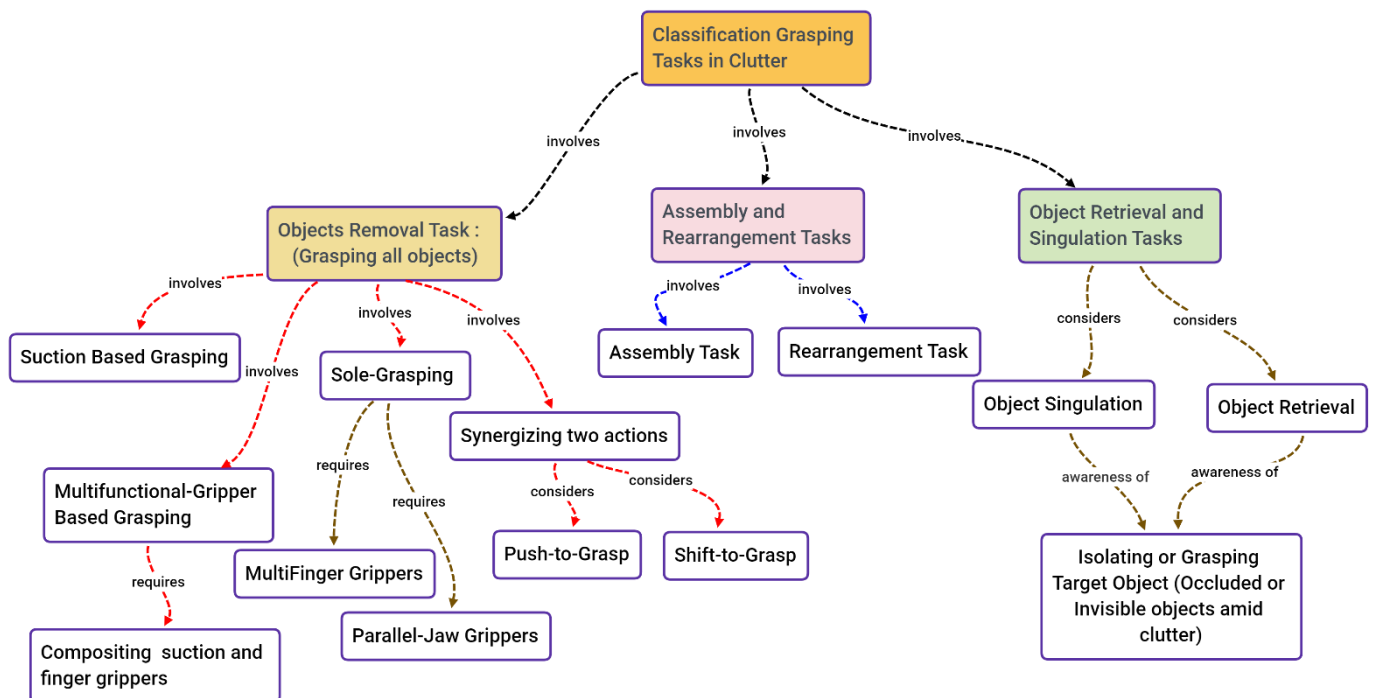 Classification Grasping
Tasks in Clutter
involves
involves
involves
Objects Removal Task :
(Grasping all objects)
Assembly and
Rearrangement Tasks
Object Retrieval and
Singulation Tasks
involves
involves
involves
involves
involves
involves
considers
considers
Suction Based Grasping
Sole-Grasping
Assembly Task
Rearrangement Task
Object Singulation
Object Retrieval
Synergizing two actions
requires
requires
considers
considers
awareness of
awareness of
Multifunctional-Gripper
Based Grasping
Push-to-Grasp
Shift-to-Grasp
MultiFinger Grippers
Isolating or Grasping
Target Object (Occluded or
Invisible objects amid
clutter)
requires
Parallel-Jaw Grippers
Compositing suction and
finger grippers